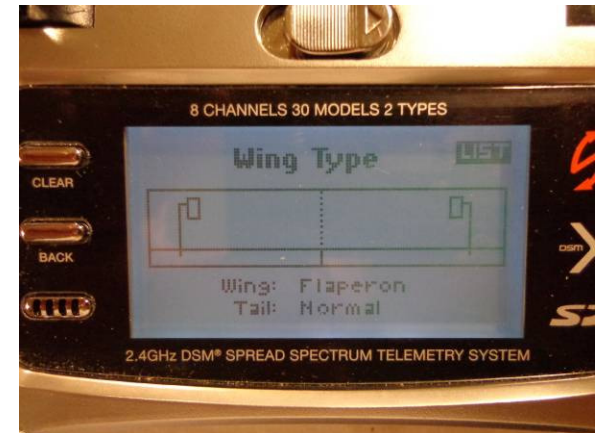 8 CHANNELS 30 MODELS 2 TYPES
Wing Type
LIST
CLEAR
BACK
DSM
Wing: Flaperon
Tail: Normal
2.4GHz DSM® SPREAD SPECTRUM TELEMETRY SYSTEM